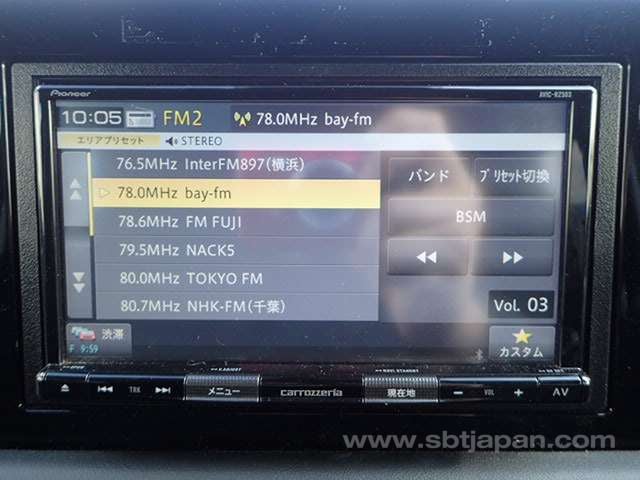 Pioneer
AVIC-RZ503
10:05 FM2 78.0MHz bay-fm
エリアプリセット STEREO
76.5MHz InterFM897(横浜)
78.0MHz bay-fm
78.6MHz FM FUJI
79.5MHz NACK5
80.0MHz TOKYO FM
80.7MHz NHK-FM(千葉)
バンド プリセット切換
BSM
Vol. 03
渋滞
F 9:59
カスタム
TRK メニュー carrozzeria 現在地 − VOL + AV
www.sbtjapan.com